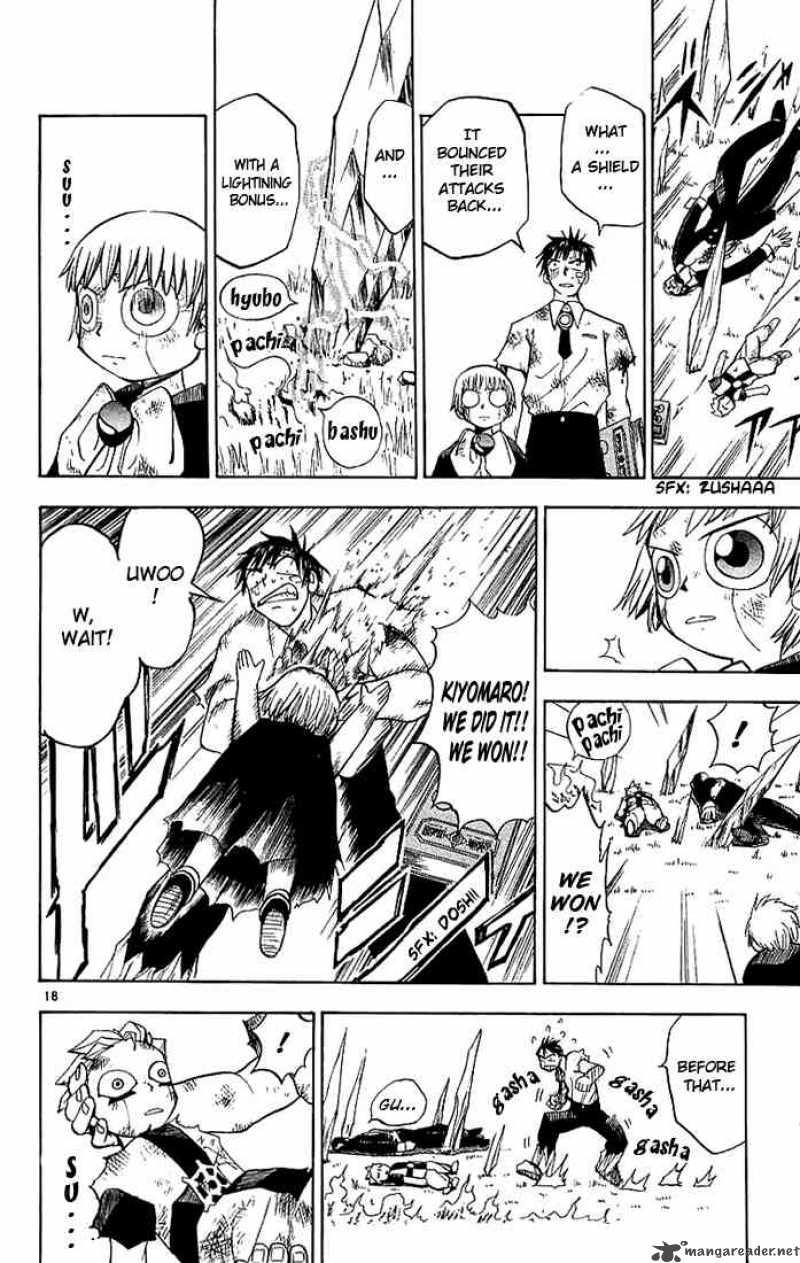 WHAT
...
A SHIELD
...
IT
BOUNCED
THEIR
ATTACKS
BACK...
SFX: ZUSHAAA
AND
...
WITH A
LIGHTINING
BONUS...
hyubo
pachi
pachi
bashu
SUU...
pachi
pachi
!
WE
WON
!?
KIYOMARO!
WE DID IT!!
WE WON!!
UWOO
!
W,
WAIT!
SFX: DOSHII
18
BEFORE
THAT...
gasha
gasha
gasha
GU...
!
SU...
mangareader.net